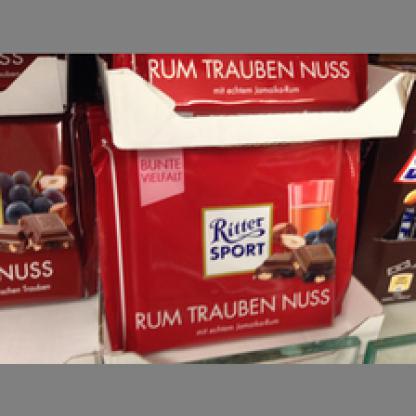 SS
RUM TRAUBEN NUSS
mit echtem Jamaika-Rum
BUNTE
VIELFALT
Ritter
SPORT
NUSS
RUM TRAUBEN NUSS
mit echtem Jamaika-Rum